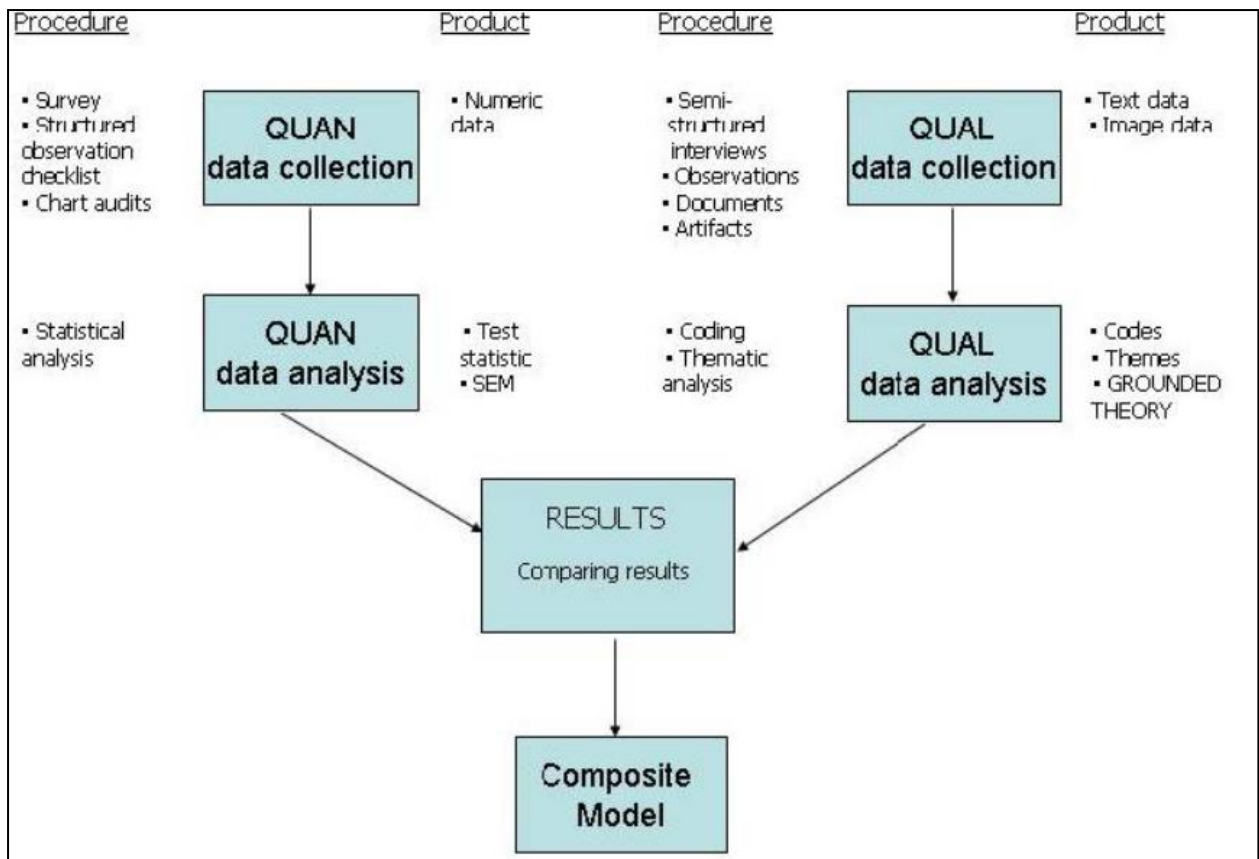 Procedure
Product
Procedure
Product
▪ Survey
▪ Structured
observation
checklist
▪ Chart audits
QUAN
data collection
▪ Numeric
data
▪ Semi-
structured
interviews
▪ Observations
▪ Documents
▪ Artifacts
QUAL
data collection
▪ Text data
▪ Image data
▪ Statistical
analysis
QUAN
data analysis
▪ Test
statistic
▪ SEM
▪ Coding
▪ Thematic
analysis
QUAL
data analysis
▪ Codes
▪ Themes
▪ GROUNDED
THEORY
RESULTS
Comparing results
Composite
Model